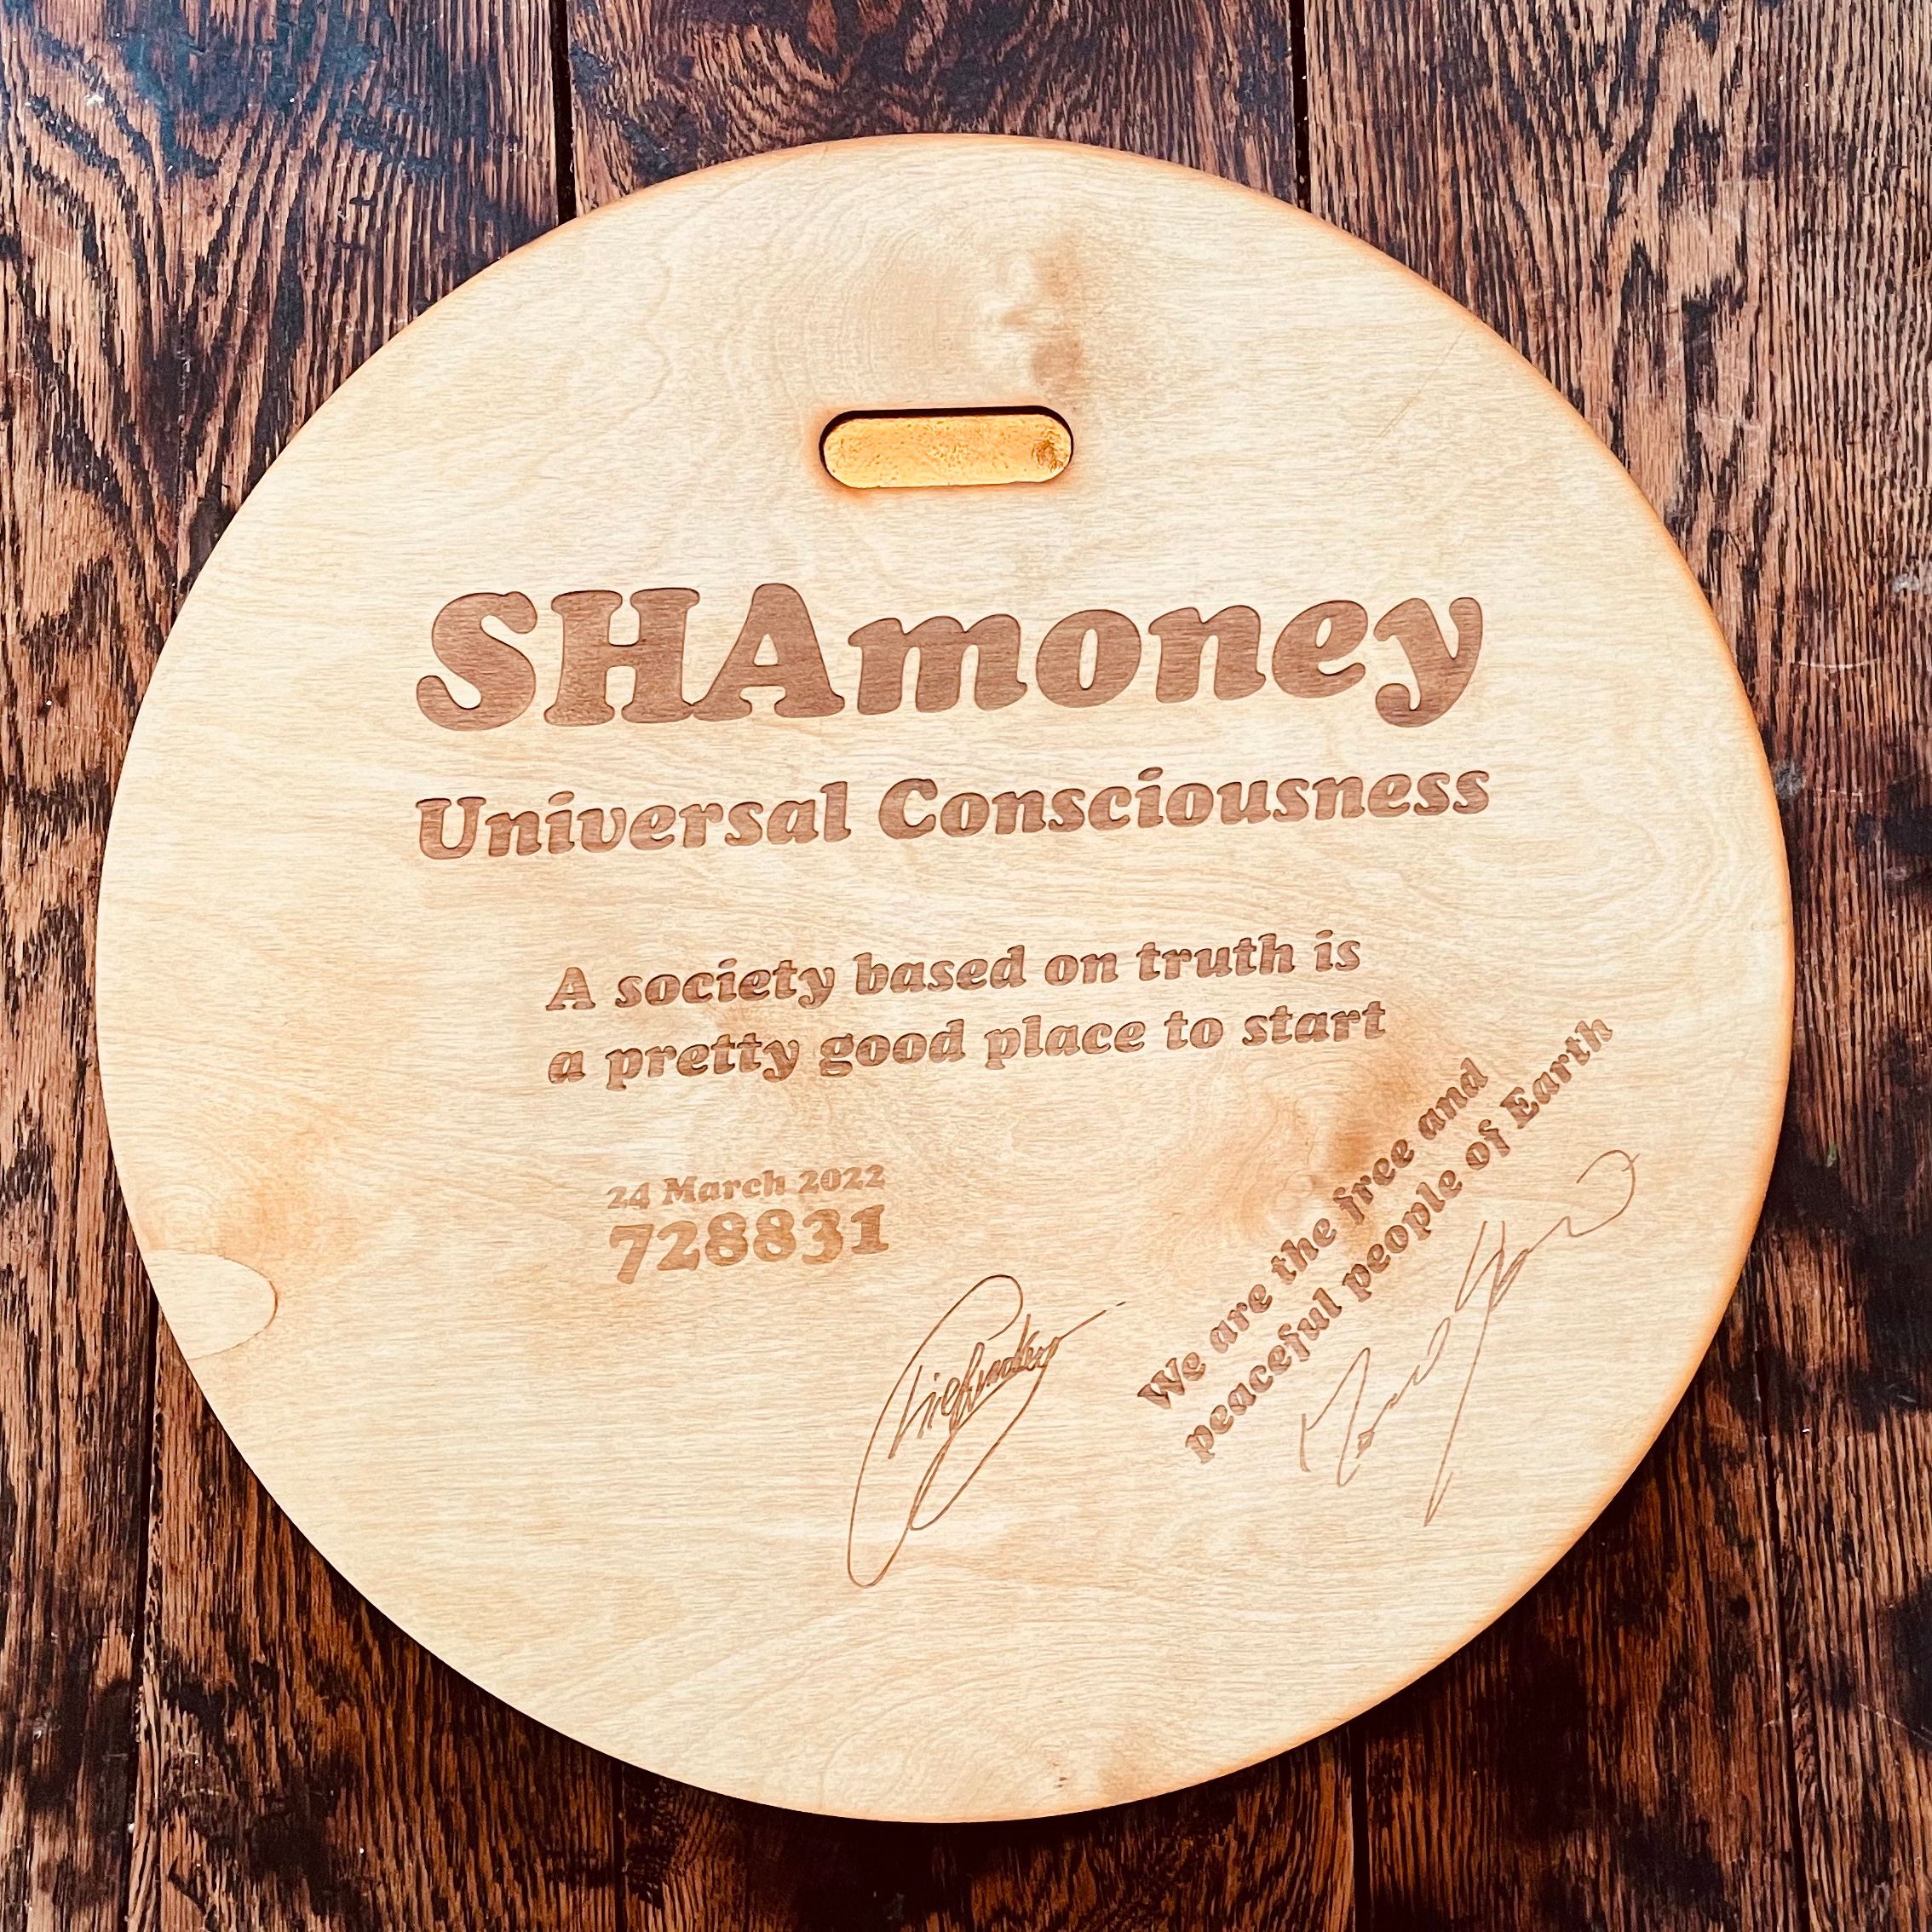 SHAmoney
Universal Consciousness
A society based on truth is
a pretty good place to start
24 March 2022
728831
We are the free and
peaceful people of Earth